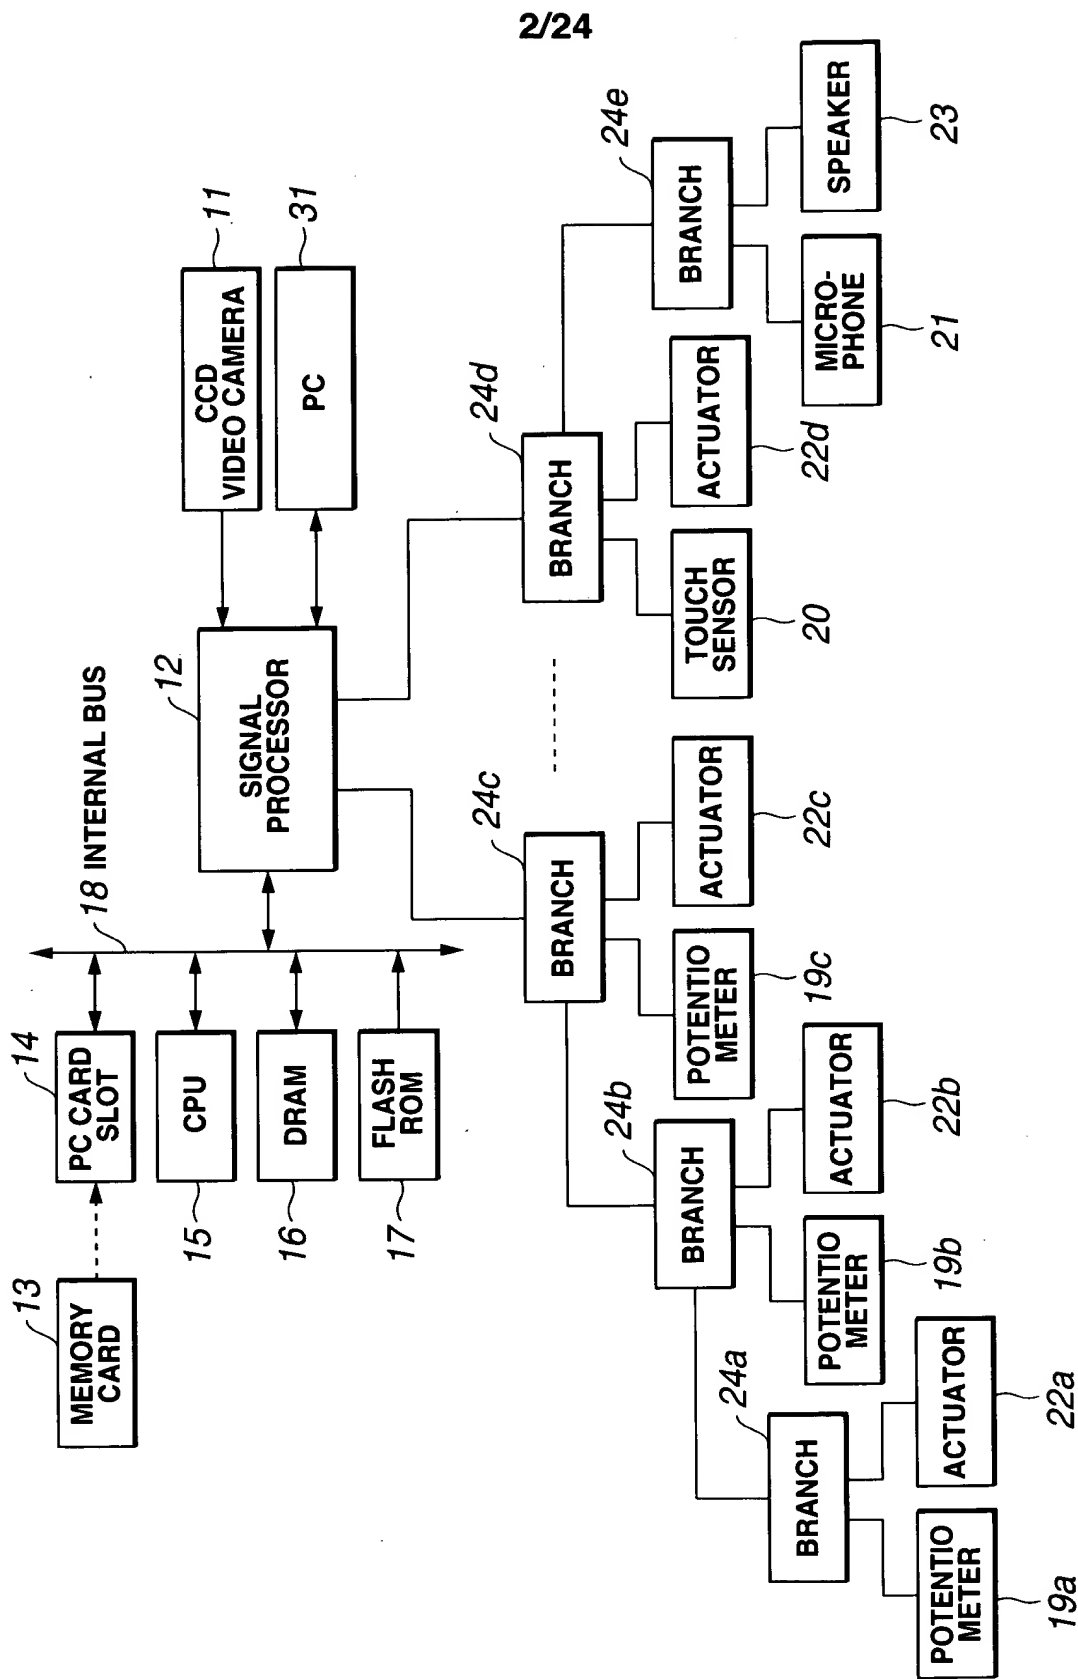 2/24
MEMORY
CARD
13
PC CARD
SLOT
14
CPU
15
DRAM
16
FLASH
ROM
17
18 INTERNAL BUS
SIGNAL
PROCESSOR
12
CCD
VIDEO CAMERA
11
PC
31
BRANCH
24a
POTENTIO
METER
19a
ACTUATOR
22a
BRANCH
24b
POTENTIO
METER
19b
ACTUATOR
22b
BRANCH
24c
POTENTIO
METER
19c
ACTUATOR
22c
BRANCH
24d
TOUCH
SENSOR
20
ACTUATOR
22d
BRANCH
24e
MICRO-
PHONE
21
SPEAKER
23